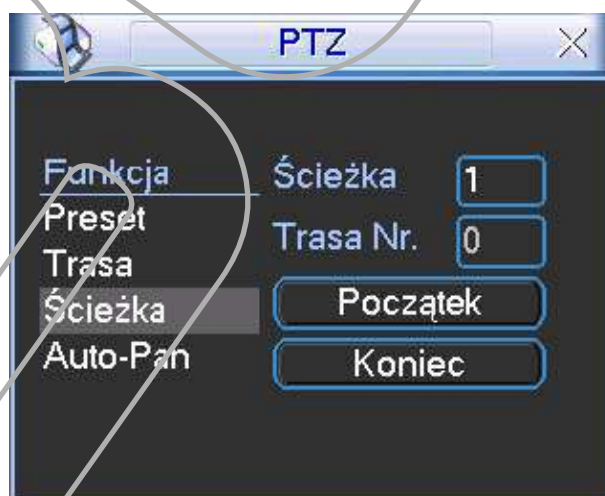 PTZ
Funkcja
Preset
Trasa
Ścieżka
Auto-Pan
Ścieżka 1
Trasa Nr. 0
Początek
Koniec